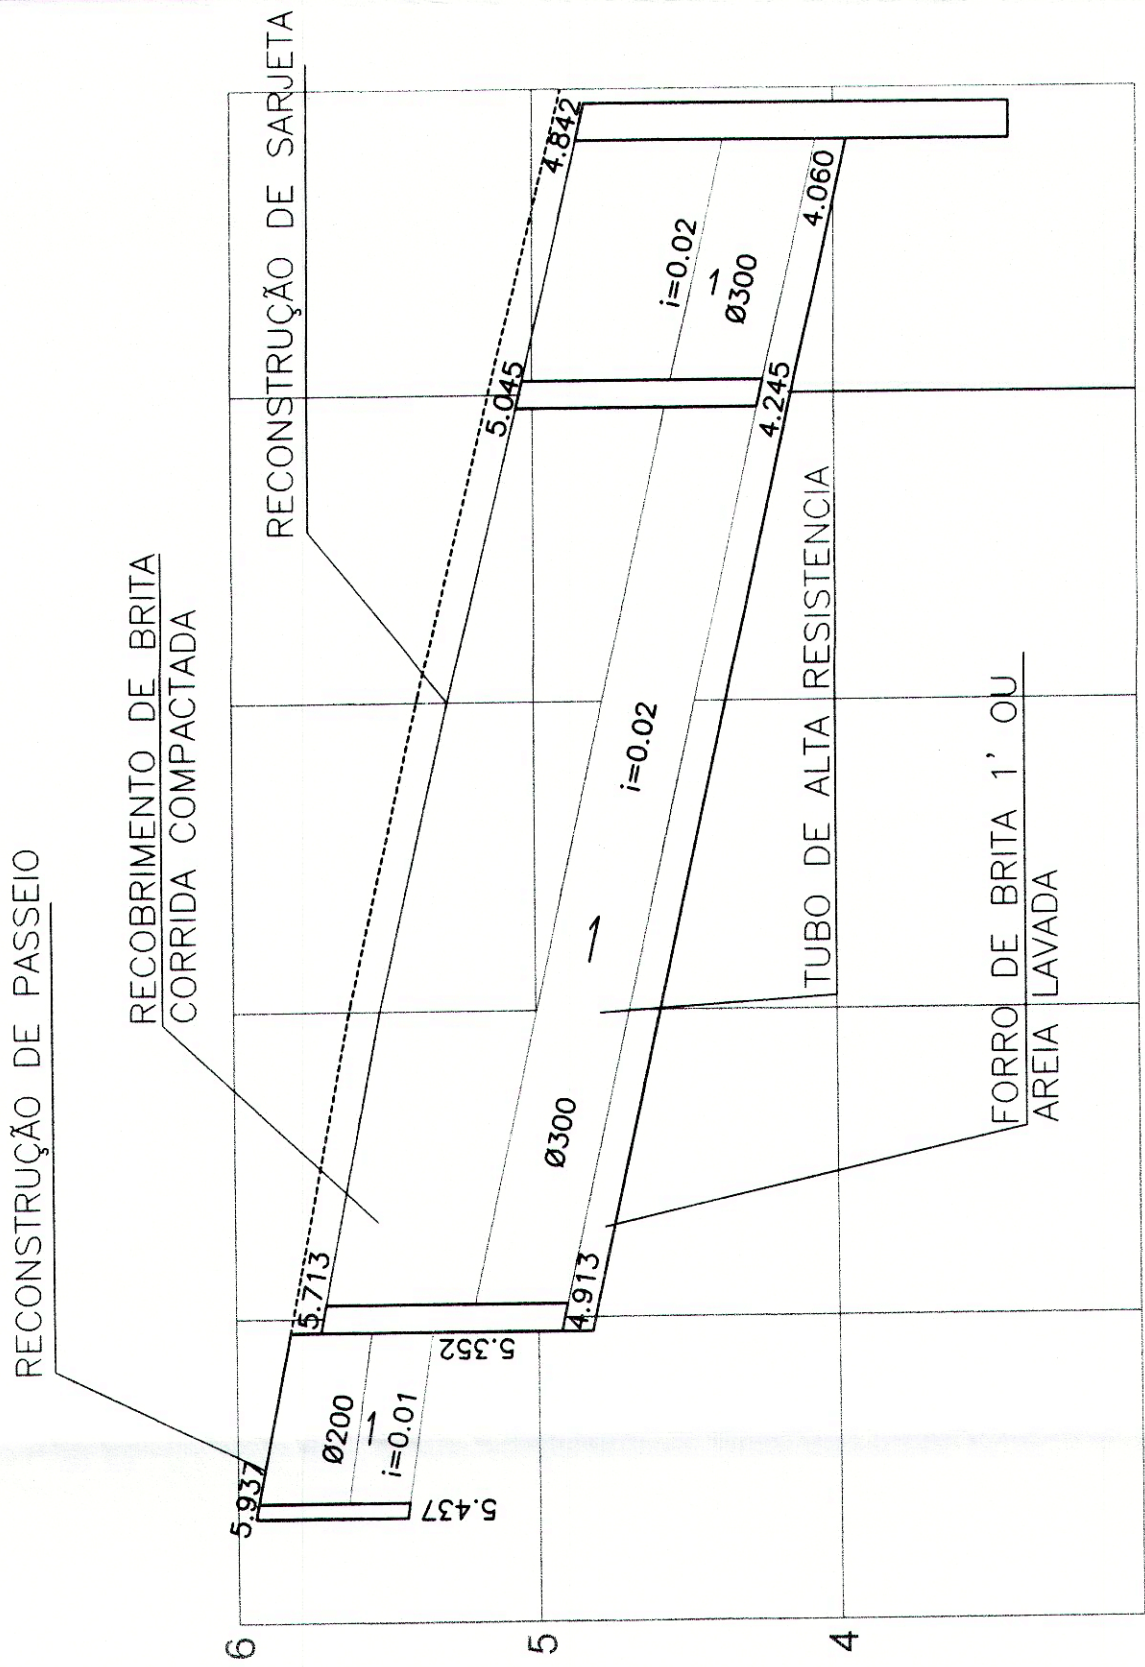 RECONSTRUÇÃO DE PASSEIO
RECOBRIMENTO DE BRITA
CORRIDA COMPACTADA
RECONSTRUÇÃO DE SARJETA
6
5
4
5.937
5.437
Ø200
i=0.01
5.352
5.713
4.913
Ø300
i=0.02
5.045
4.245
i=0.02
Ø300
4.842
4.060
TUBO DE ALTA RESISTENCIA
FORRO DE BRITA 1' OU
AREIA LAVADA